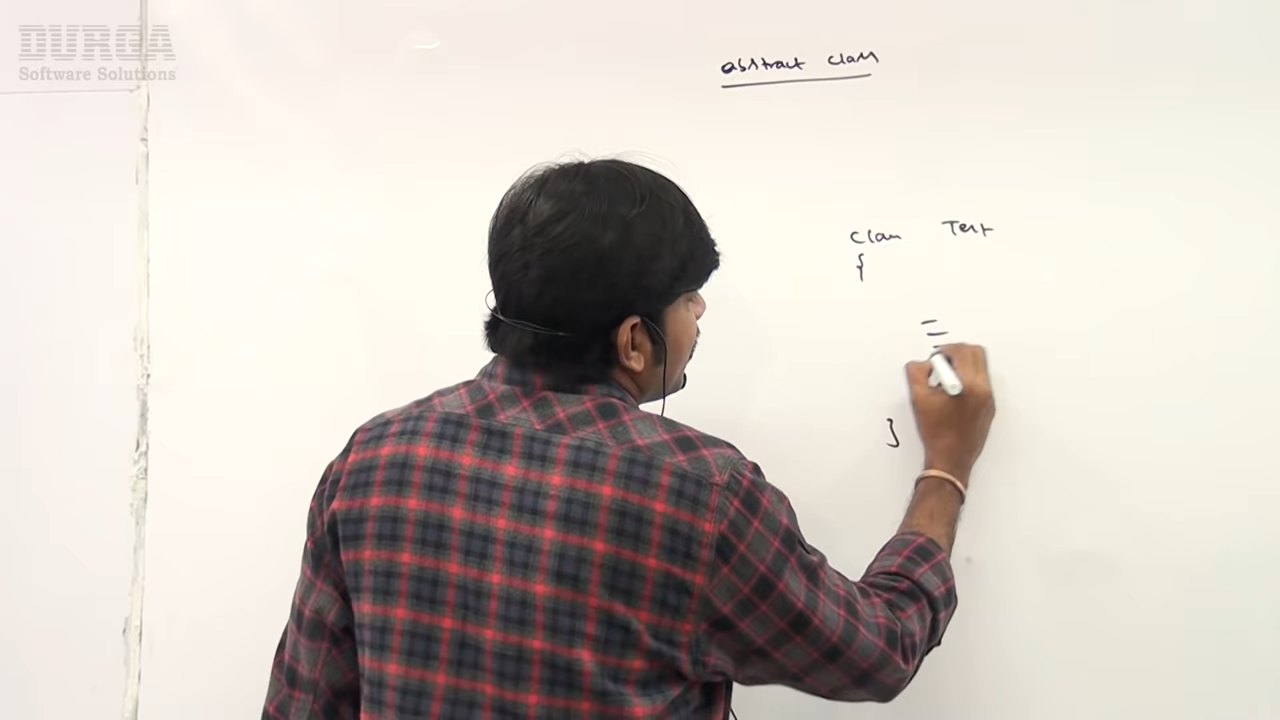 DURGA
Software Solutions
abstract class
class Test
{
}